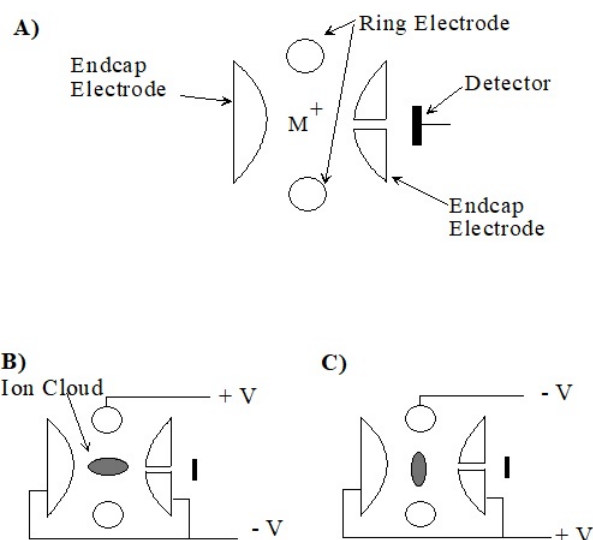 A)
Ring Electrode
Endcap
Electrode
Detector
M+
Endcap
Electrode
B)
Ion Cloud
+ V
- V
C)
- V
+ V